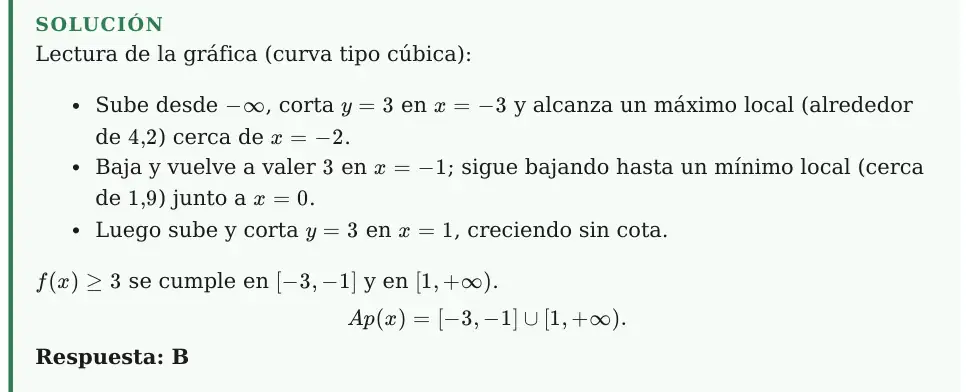 SOLUCIÓN
Lectura de la gráfica (curva tipo cúbica):
• Sube desde −∞, corta y = 3 en x = −3 y alcanza un máximo local (alrededor
de 4,2) cerca de x = −2.
• Baja y vuelve a valer 3 en x = −1; sigue bajando hasta un mínimo local (cerca
de 1,9) junto a x = 0.
• Luego sube y corta y = 3 en x = 1, creciendo sin cota.
f(x) ≥ 3 se cumple en [−3, −1] y en [1, +∞).
Ap(x) = [−3, −1] ∪ [1, +∞).
Respuesta: B